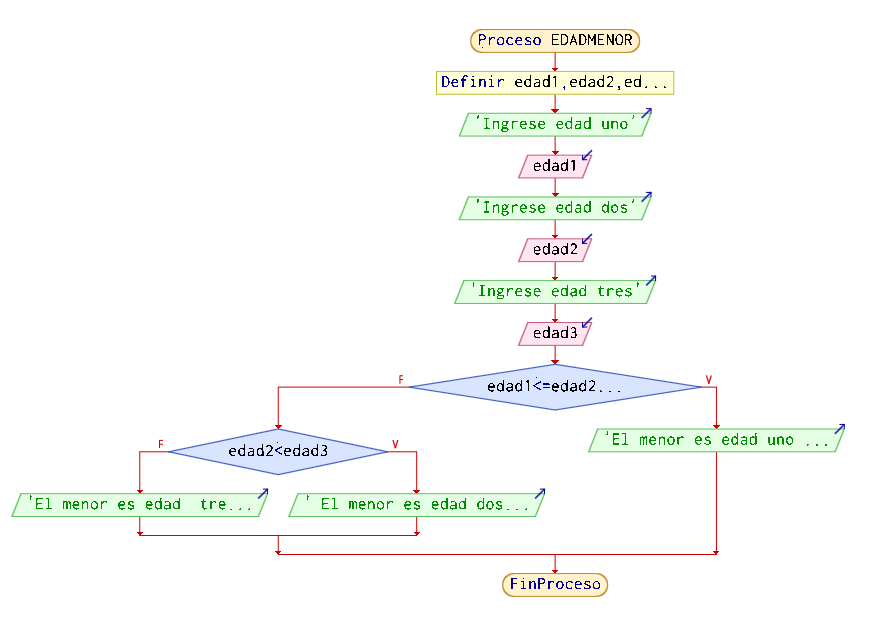 Proceso EDADMENOR
Definir edad1,edad2,ed...
'Ingrese edad uno'
edad1
'Ingrese edad dos'
edad2
'Ingrese edad tres'
edad3
F
edad1<=edad2...
V
'El menor es edad uno ...
F
edad2<edad3
V
'El menor es edad  tre...
' El menor es edad dos...
FinProceso